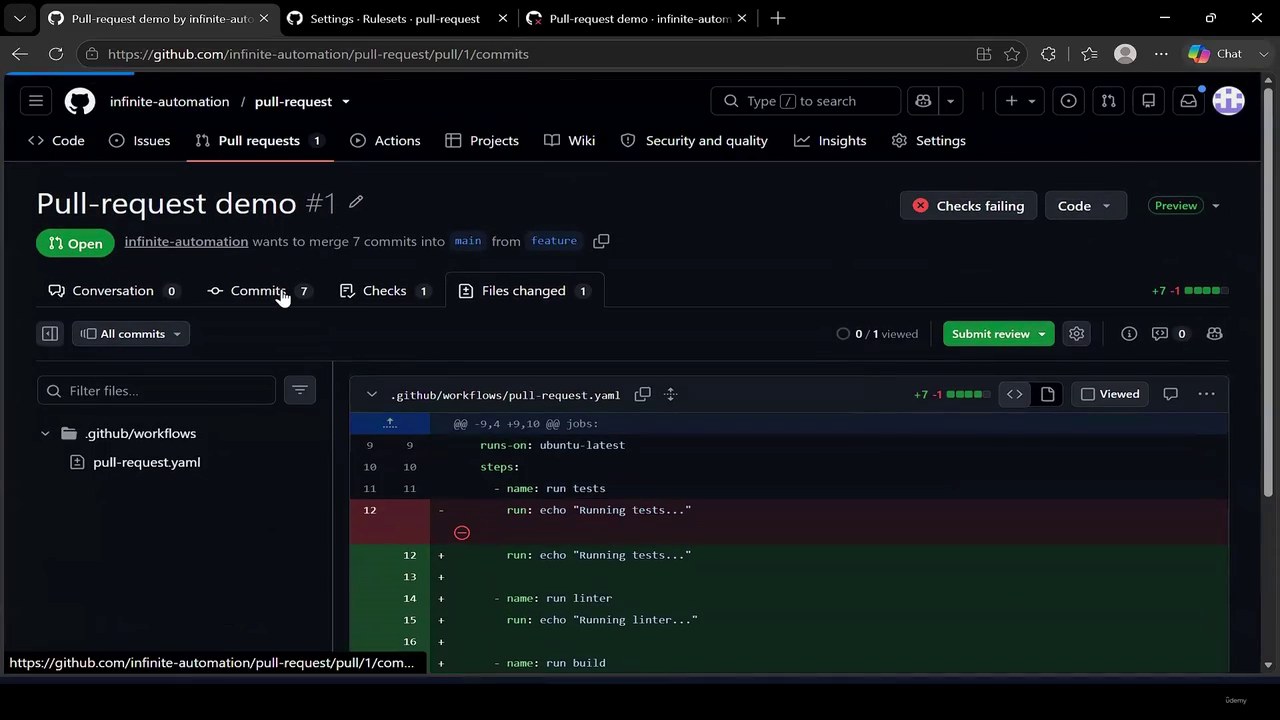 Pull-request demo by infinite-auto
Settings · Rulesets · pull-request
Pull-request demo · infinite-autom
https://github.com/infinite-automation/pull-request/pull/1/commits
Chat
infinite-automation / pull-request
Type / to search
Code
Issues
Pull requests 1
Actions
Projects
Wiki
Security and quality
Insights
Settings
Pull-request demo #1
Checks failing
Code
Preview
Open
infinite-automation wants to merge 7 commits into main from feature
Conversation 0
Commits 7
Checks 1
Files changed 1
+7 -1
All commits
0 / 1 viewed
Submit review
0
Filter files...
.github/workflows/pull-request.yaml
+7 -1
Viewed
.github/workflows
pull-request.yaml
@@ -9,4 +9,10 @@ jobs:
9 9 runs-on: ubuntu-latest
10 10 steps:
11 11 - name: run tests
12 - run: echo "Running tests..."
12 + run: echo "Running tests..."
13 +
14 + - name: run linter
15 + run: echo "Running linter..."
16 +
+ - name: run build
https://github.com/infinite-automation/pull-request/pull/1/com...
udemy